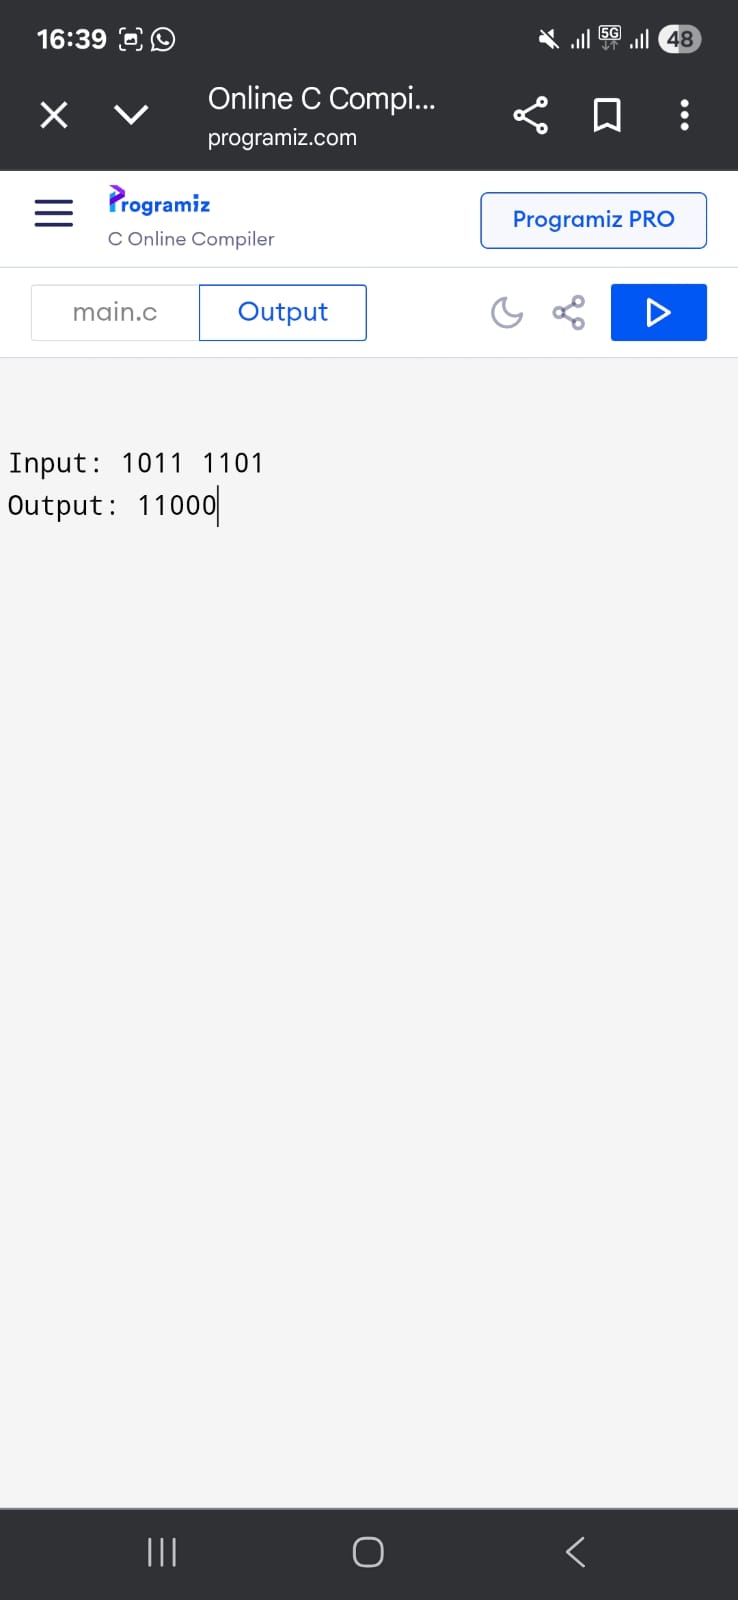 16:39 5G 48
Online C Compi...
programiz.com
Programiz
C Online Compiler
Programiz PRO
main.c Output
Input: 1011 1101
Output: 11000